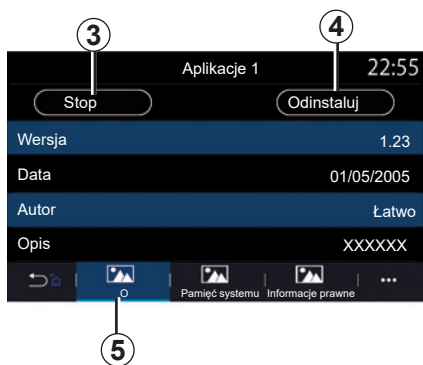 3
4
Aplikacje 1 22:55
Stop Odinstaluj
Wersja 1.23
Data 01/05/2005
Autor Łatwo
Opis XXXXXX
O Pamięć systemu Informacje prawne ...
5